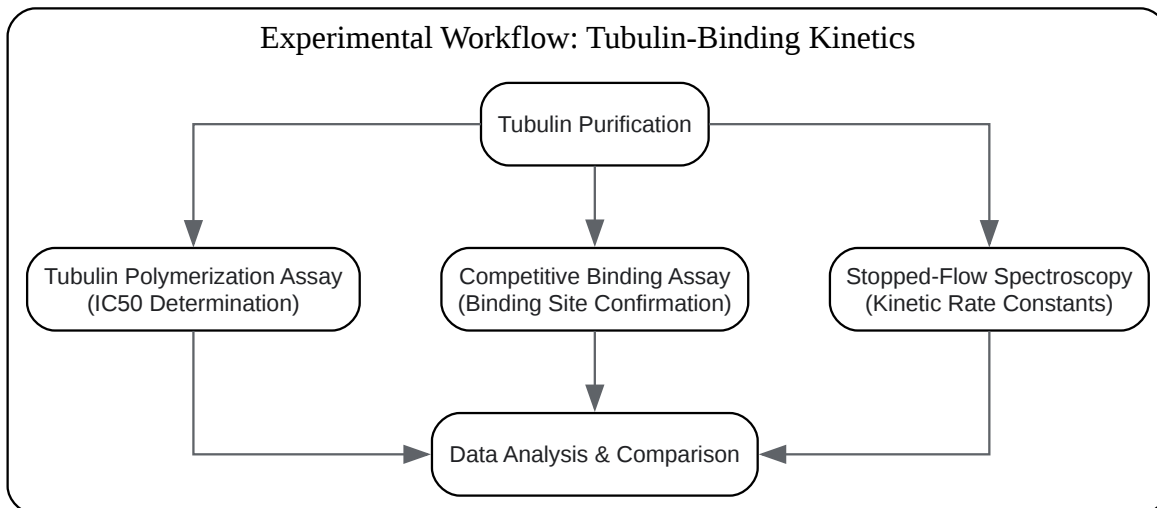 Experimental Workflow: Tubulin-Binding Kinetics
Tubulin Purification
Tubulin Polymerization Assay
(IC50 Determination)
Competitive Binding Assay
(Binding Site Confirmation)
Stopped-Flow Spectroscopy
(Kinetic Rate Constants)
Data Analysis & Comparison